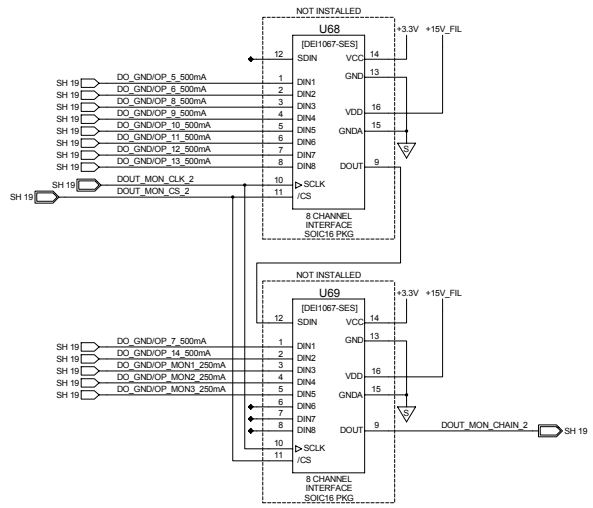 NOT INSTALLED
U68
+3.3V +15V_FIL
[DEI1067-SES]
12 SDIN VCC 14
GND 13
SH 19 DO_GND/OP_5_500mA 1 DIN1
SH 19 DO_GND/OP_6_500mA 2 DIN2
SH 19 DO_GND/OP_8_500mA 3 DIN3 VDD 16
SH 19 DO_GND/OP_9_500mA 4 DIN4
SH 19 DO_GND/OP_10_500mA 5 DIN5 GNDA 15
SH 19 DO_GND/OP_11_500mA 6 DIN6
SH 19 DO_GND/OP_12_500mA 7 DIN7 S
SH 19 DO_GND/OP_13_500mA 8 DIN8 DOUT 9
SH 19 DOUT_MON_CLK_2 10 SCLK
SH 19 DOUT_MON_CS_2 11 /CS
8 CHANNEL
INTERFACE
SOIC16 PKG
NOT INSTALLED
U69
+3.3V +15V_FIL
[DEI1067-SES]
12 SDIN VCC 14
GND 13
SH 19 DO_GND/OP_7_500mA 1 DIN1
SH 19 DO_GND/OP_14_500mA 2 DIN2
SH 19 DO_GND/OP_MON1_250mA 3 DIN3 VDD 16
SH 19 DO_GND/OP_MON2_250mA 4 DIN4
SH 19 DO_GND/OP_MON3_250mA 5 DIN5 GNDA 15
6 DIN6
7 DIN7 S
8 DIN8 DOUT 9 DOUT_MON_CHAIN_2 SH 19
10 SCLK
11 /CS
8 CHANNEL
INTERFACE
SOIC16 PKG